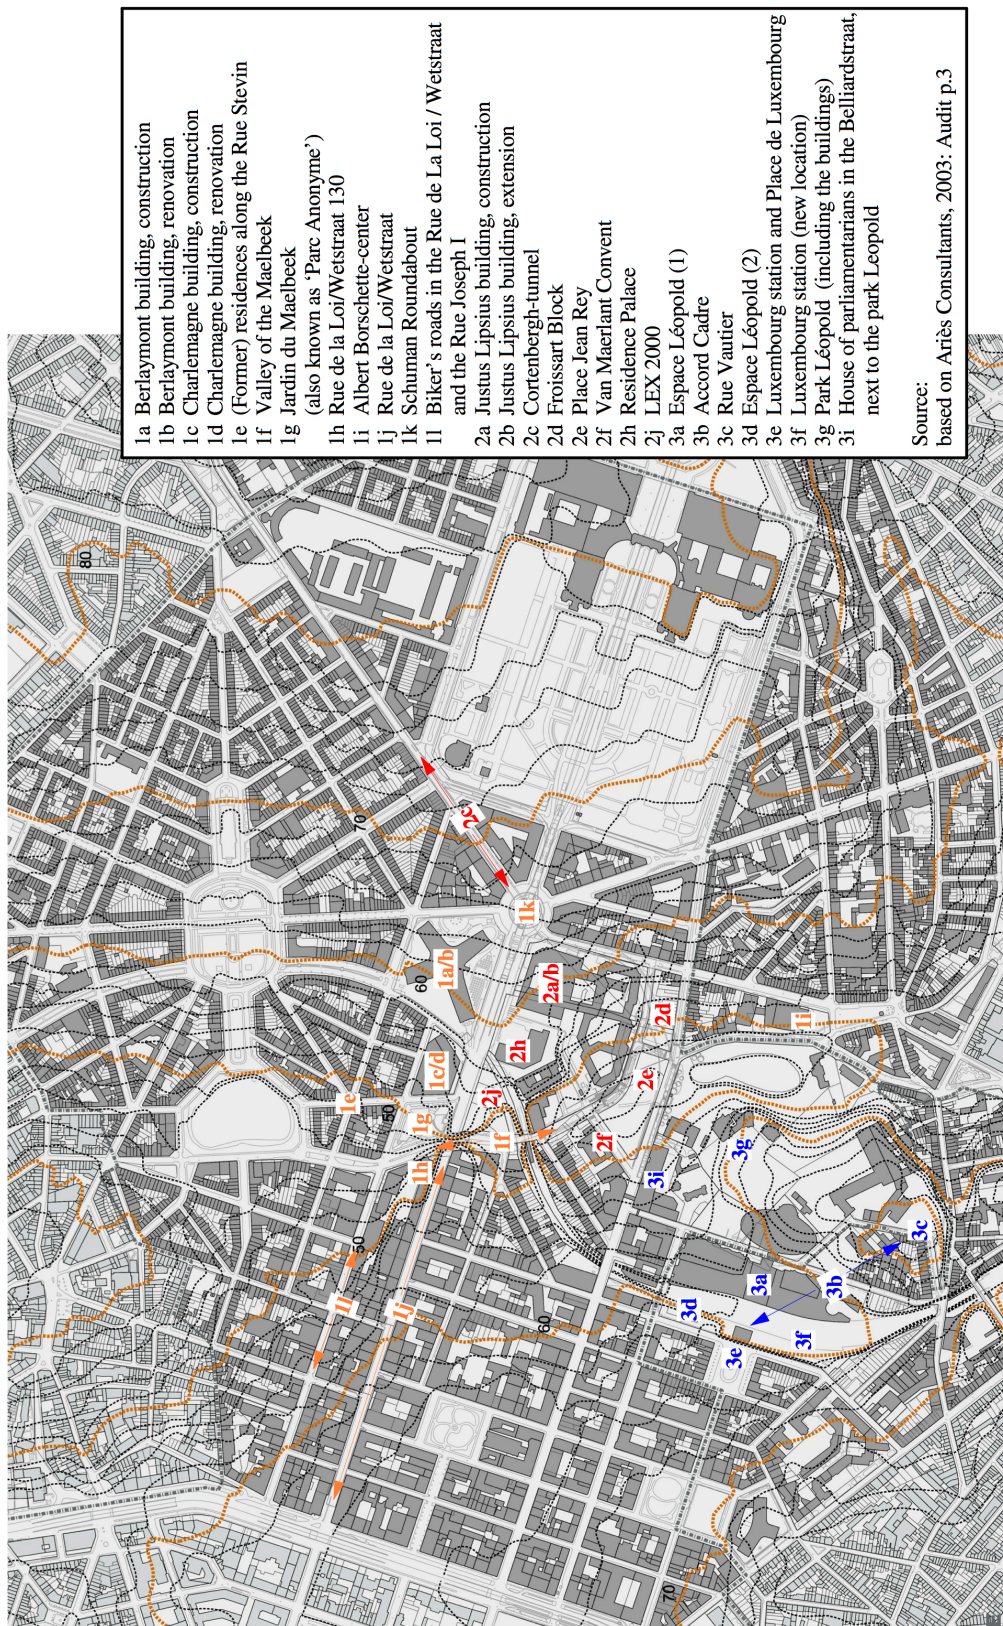 1a Berlaymont building, construction
1b Berlaymont building, renovation
1c Charlemagne building, construction
1d Charlemagne building, renovation
1e (Former) residences along the Rue Stevin
1f Valley of the Maelbeek
1g Jardin du Maelbeek
(also known as ‘Parc Anonyme’)
1h Rue de la Loi/Wetstraat 130
1i Albert Borschette-center
1j Rue de la Loi/Wetstraat
1k Schuman Roundabout
1l Biker’s roads in the Rue de La Loi / Wetstraat
and the Rue Joseph I
2a Justus Lipsius building, construction
2b Justus Lipsius building, extension
2c Cortenbergh-tunnel
2d Froissart Block
2e Place Jean Rey
2f Van Maerlant Convent
2h Residence Palace
2j LEX 2000
3a Espace Léopold (1)
3b Accord Cadre
3c Rue Vautier
3d Espace Léopold (2)
3e Luxembourg station and Place de Luxembourg
3f Luxembourg station (new location)
3g Park Léopold (including the buildings)
3i House of parliamentarians in the Belliardstraat,
next to the park Leopold
Source:
based on Ariès Consultants, 2003: Audit p.3
80
70
60
50
1e
1a/b
1c/d
1g
1h
2c
1k
1l
50
1j
2j
1f
2h
2a/b
60
2f
2e
2d
3i
1i
3g
3d
3a
3e
3f
3b
3c
70
8